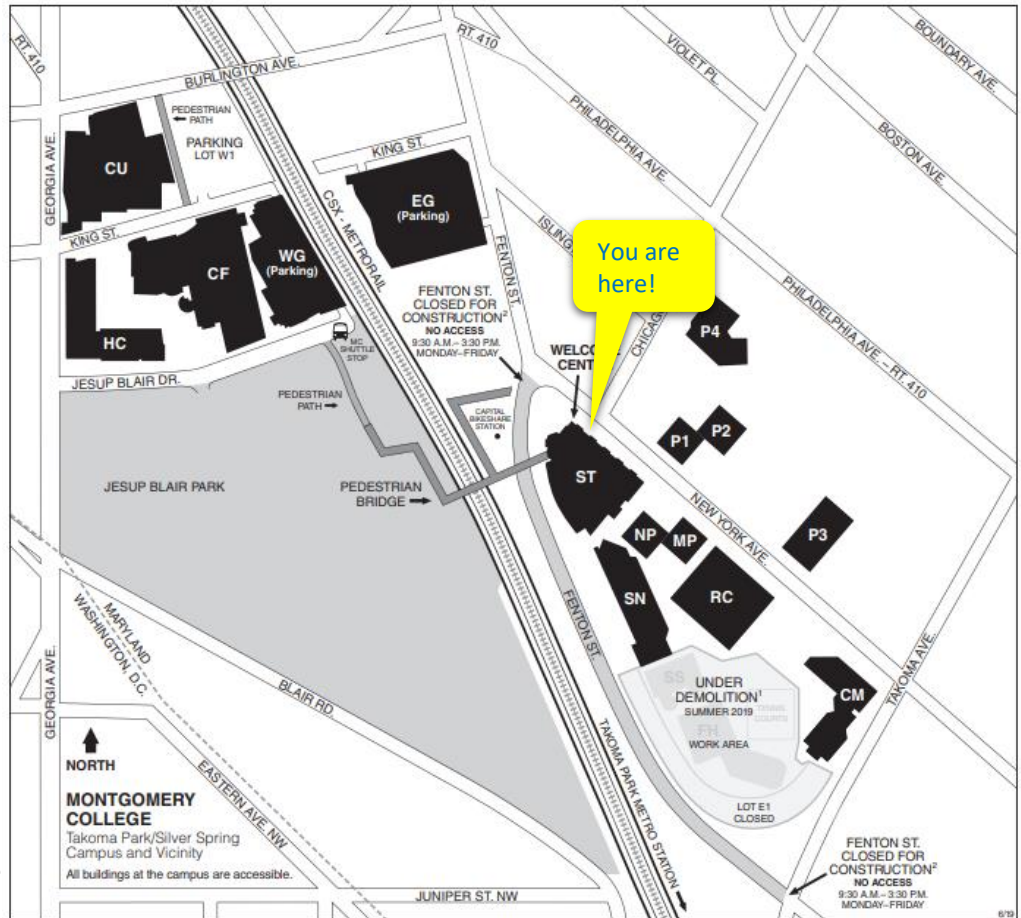 RT. 410
BURLINGTON AVE.
RT. 410
VIOLET PL.
BOUNDARY AVE.
PEDESTRIAN
PATH
PARKING
LOT W1
GEORGIA AVE.
CU
PHILADELPHIA AVE.
BOSTON AVE.
KING ST.
EG
(Parking)
KING ST.
CSX - METRORAIL
CF
WG
(Parking)
FENTON ST.
You are
here!
FENTON ST.
CLOSED FOR
CONSTRUCTION²
NO ACCESS
9:30 A.M.– 3:30 P.M.
MONDAY–FRIDAY
PHILADELPHIA AVE. – RT. 410
HC
MC
SHUTTLE
STOP
P4
JESUP BLAIR DR.
PEDESTRIAN
PATH
CAPITAL
BIKESHARE
STATION
P1
P2
ST
JESUP BLAIR PARK
PEDESTRIAN
BRIDGE
NEW YORK AVE.
NP
MP
P3
SN
RC
FENTON ST.
MARYLAND
WASHINGTON, D.C.
GEORGIA AVE.
BLAIR RD.
SS
UNDER
DEMOLITION¹
SUMMER 2019
TENNIS
COURTS
FH
WORK AREA
CM
TAKOMA AVE.
TAKOMA PARK METRO STATION
LOT E1
CLOSED
NORTH
EASTERN AVE. NW
MONTGOMERY
COLLEGE
Takoma Park/Silver Spring
Campus and Vicinity
All buildings at the campus are accessible.
JUNIPER ST. NW
FENTON ST.
CLOSED FOR
CONSTRUCTION²
NO ACCESS
9:30 A.M.– 3:30 P.M.
MONDAY–FRIDAY
6/19